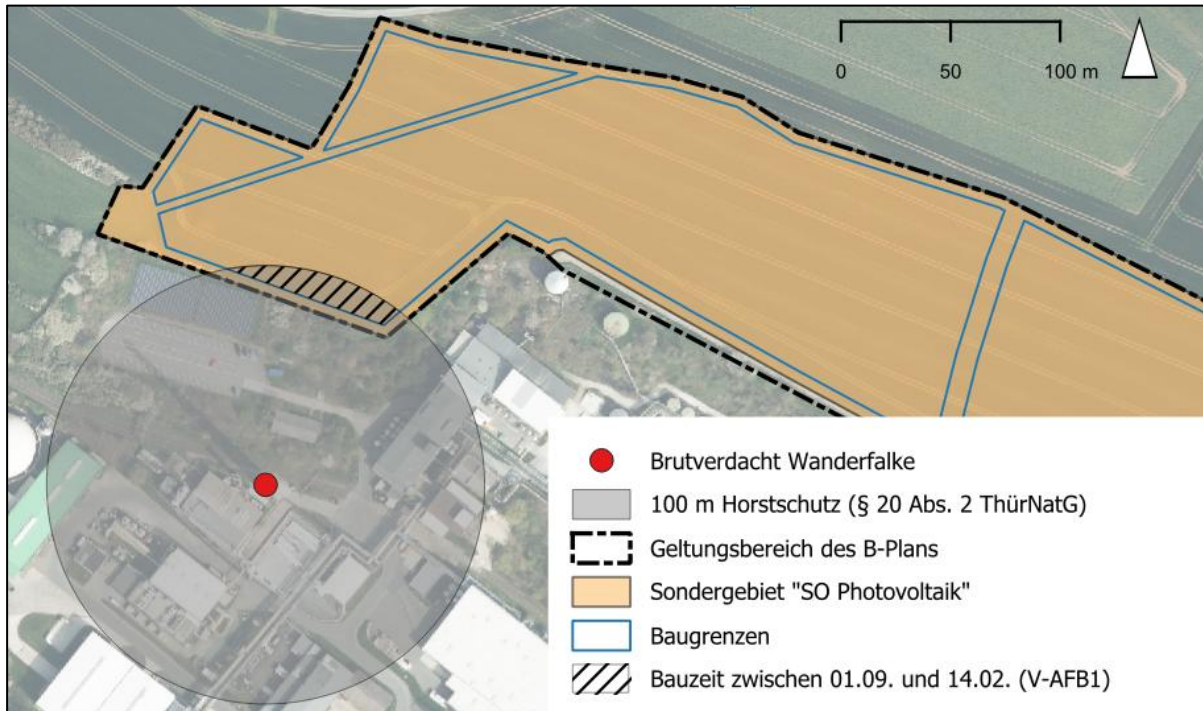 0 50 100 m
Brutverdacht Wanderfalke
100 m Horstschutz (§ 20 Abs. 2 ThürNatG)
Geltungsbereich des B-Plans
Sondergebiet "SO Photovoltaik"
Baugrenzen
Bauzeit zwischen 01.09. und 14.02. (V-AFB1)